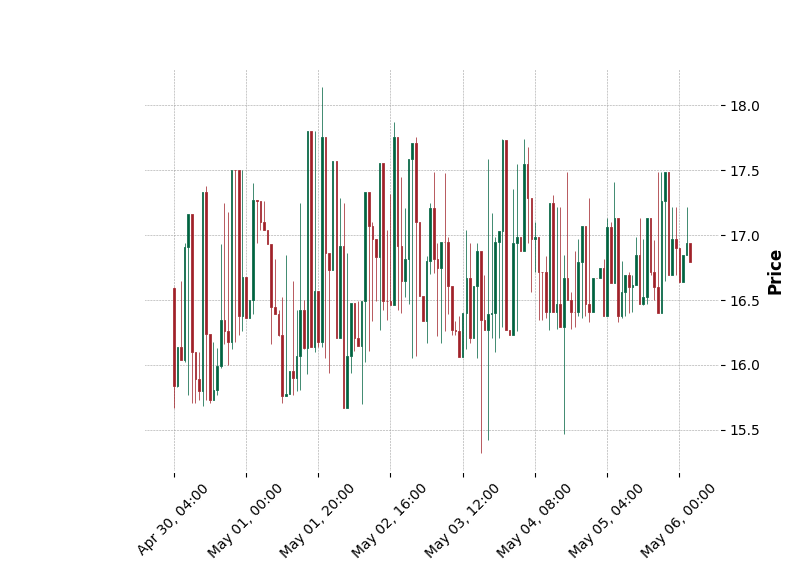 18.0
17.5
17.0
16.5
16.0
15.5
Price
Apr 30, 04:00
May 01, 00:00
May 01, 20:00
May 02, 16:00
May 03, 12:00
May 04, 08:00
May 05, 04:00
May 06, 00:00